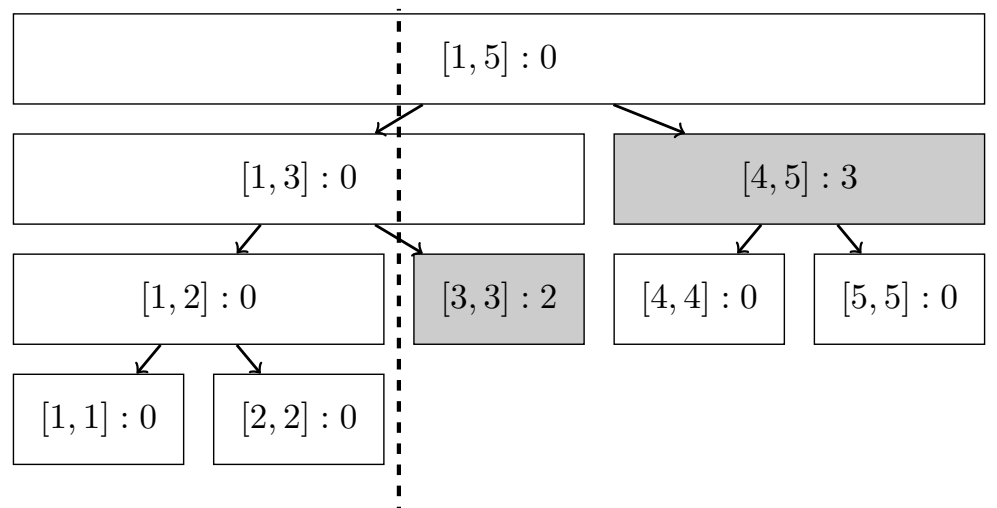 [1, 5] : 0
[1, 3] : 0
[4, 5] : 3
[1, 2] : 0
[3, 3] : 2
[4, 4] : 0
[5, 5] : 0
[1, 1] : 0
[2, 2] : 0